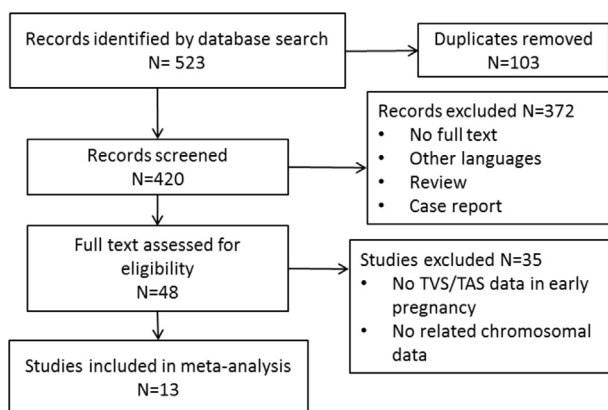 Records identified by database search
N= 523
Duplicates removed
N=103
Records excluded N=372
• No full text
• Other languages
• Review
• Case report
Records screened
N=420
Full text assessed for
eligibility
N=48
Studies excluded N=35
• No TVS/TAS data in early
pregnancy
• No related chromosomal
data
Studies included in meta-analysis
N=13